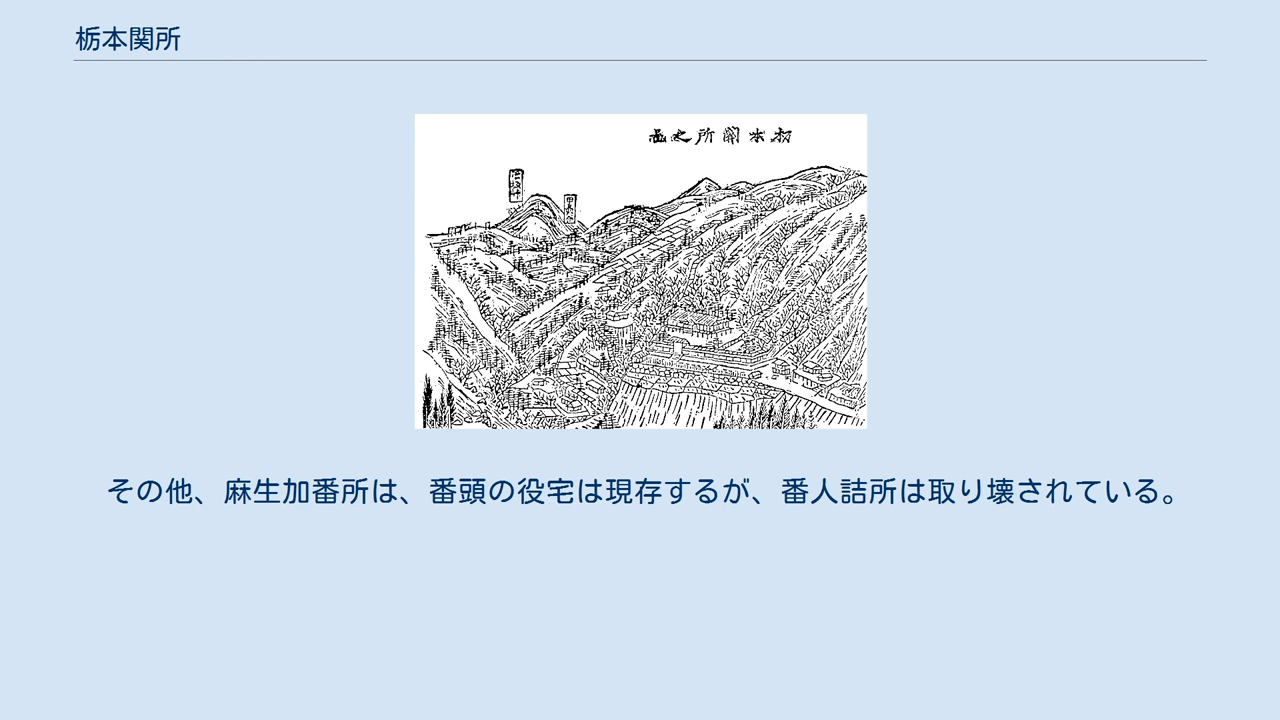 栃本関所
栃本関所之図
その他、麻生加番所は、番頭の役宅は現存するが、番人詰所は取り壊されている。